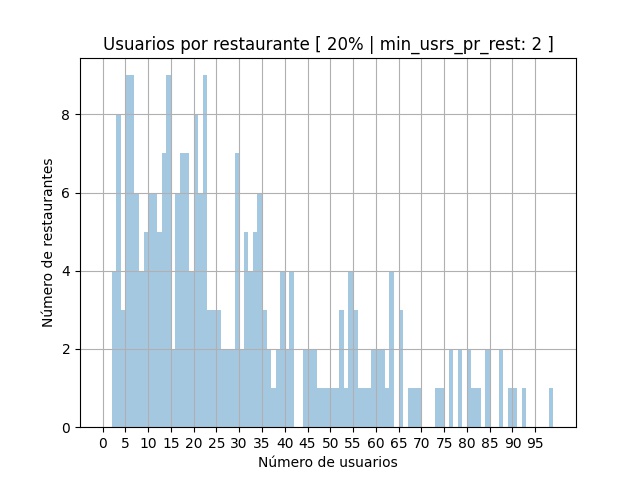 Usuarios por restaurante [ 20% | min_usrs_pr_rest: 2 ]
Número de restaurantes
8
6
4
2
0
0 5 10 15 20 25 30 35 40 45 50 55 60 65 70 75 80 85 90 95
Número de usuarios